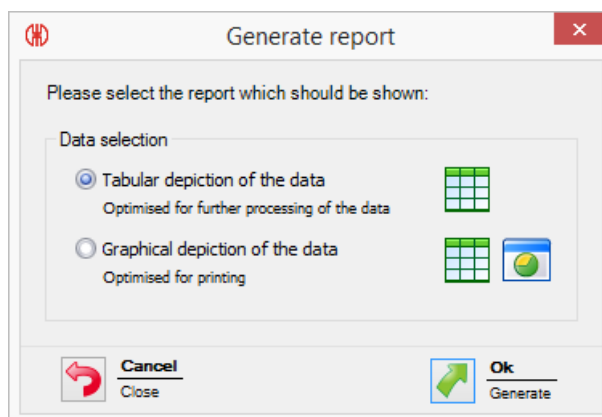 Generate report
Please select the report which should be shown:
Data selection
Tabular depiction of the data
Optimised for further processing of the data
Graphical depiction of the data
Optimised for printing
Cancel
Close
Ok
Generate